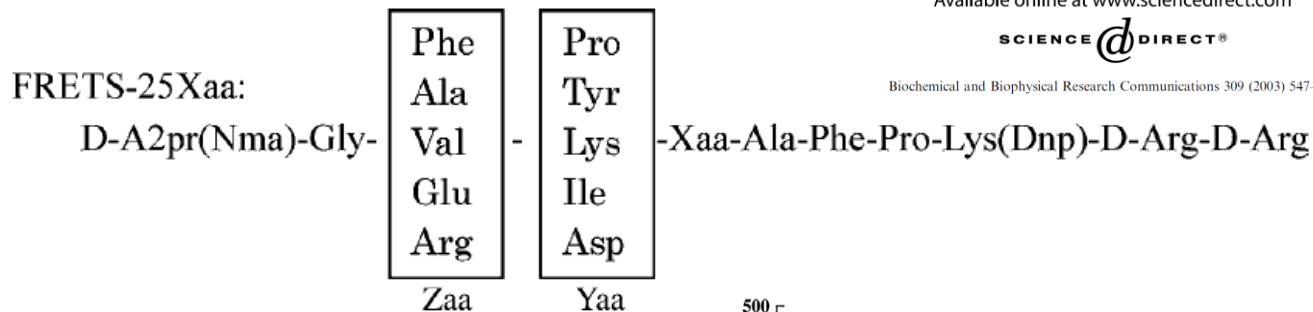 Available online at www.sciencedirect.com
SCIENCE d DIRECT®
Biochemical and Biophysical Research Communications 309 (2003) 547-
FRETS-25Xaa:
D-A2pr(Nma)-Gly-
Phe
Ala
Val
Glu
Arg
-
Pro
Tyr
Lys
Ile
Asp
-Xaa-Ala-Phe-Pro-Lys(Dnp)-D-Arg-D-Arg
Zaa
Yaa
500